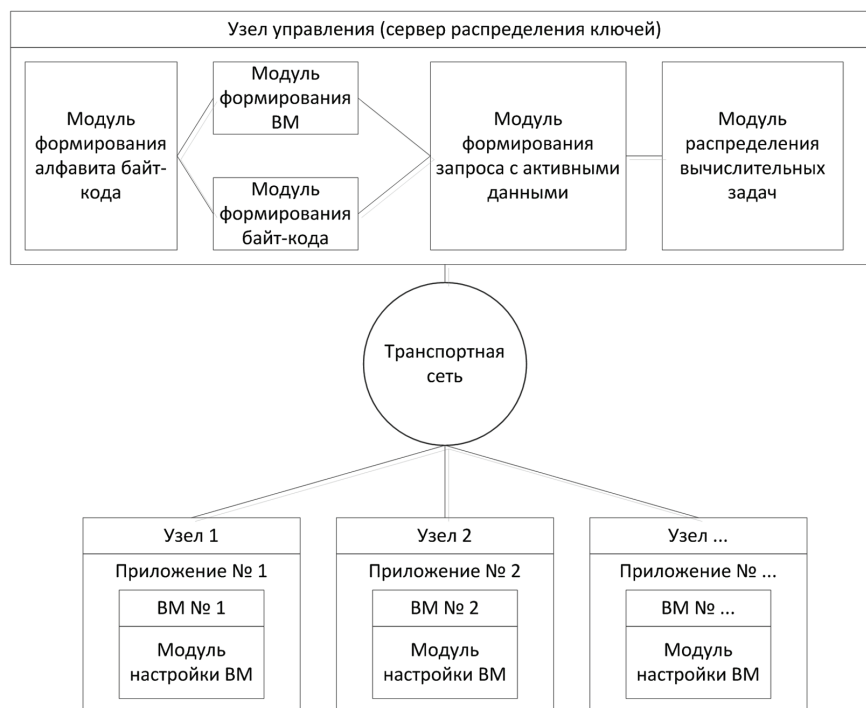 Узел управления (сервер распределения ключей)
Модуль
формирования
алфавита байт-
кода
Модуль
формирования
ВМ
Модуль
формирования
байт-кода
Модуль
формирования
запроса с активными
данными
Модуль
распределения
вычислительных
задач
Транспортная
сеть
Узел 1
Приложение № 1
ВМ № 1
Модуль
настройки ВМ
Узел 2
Приложение № 2
ВМ № 2
Модуль
настройки ВМ
Узел ...
Приложение № ...
ВМ № ...
Модуль
настройки ВМ